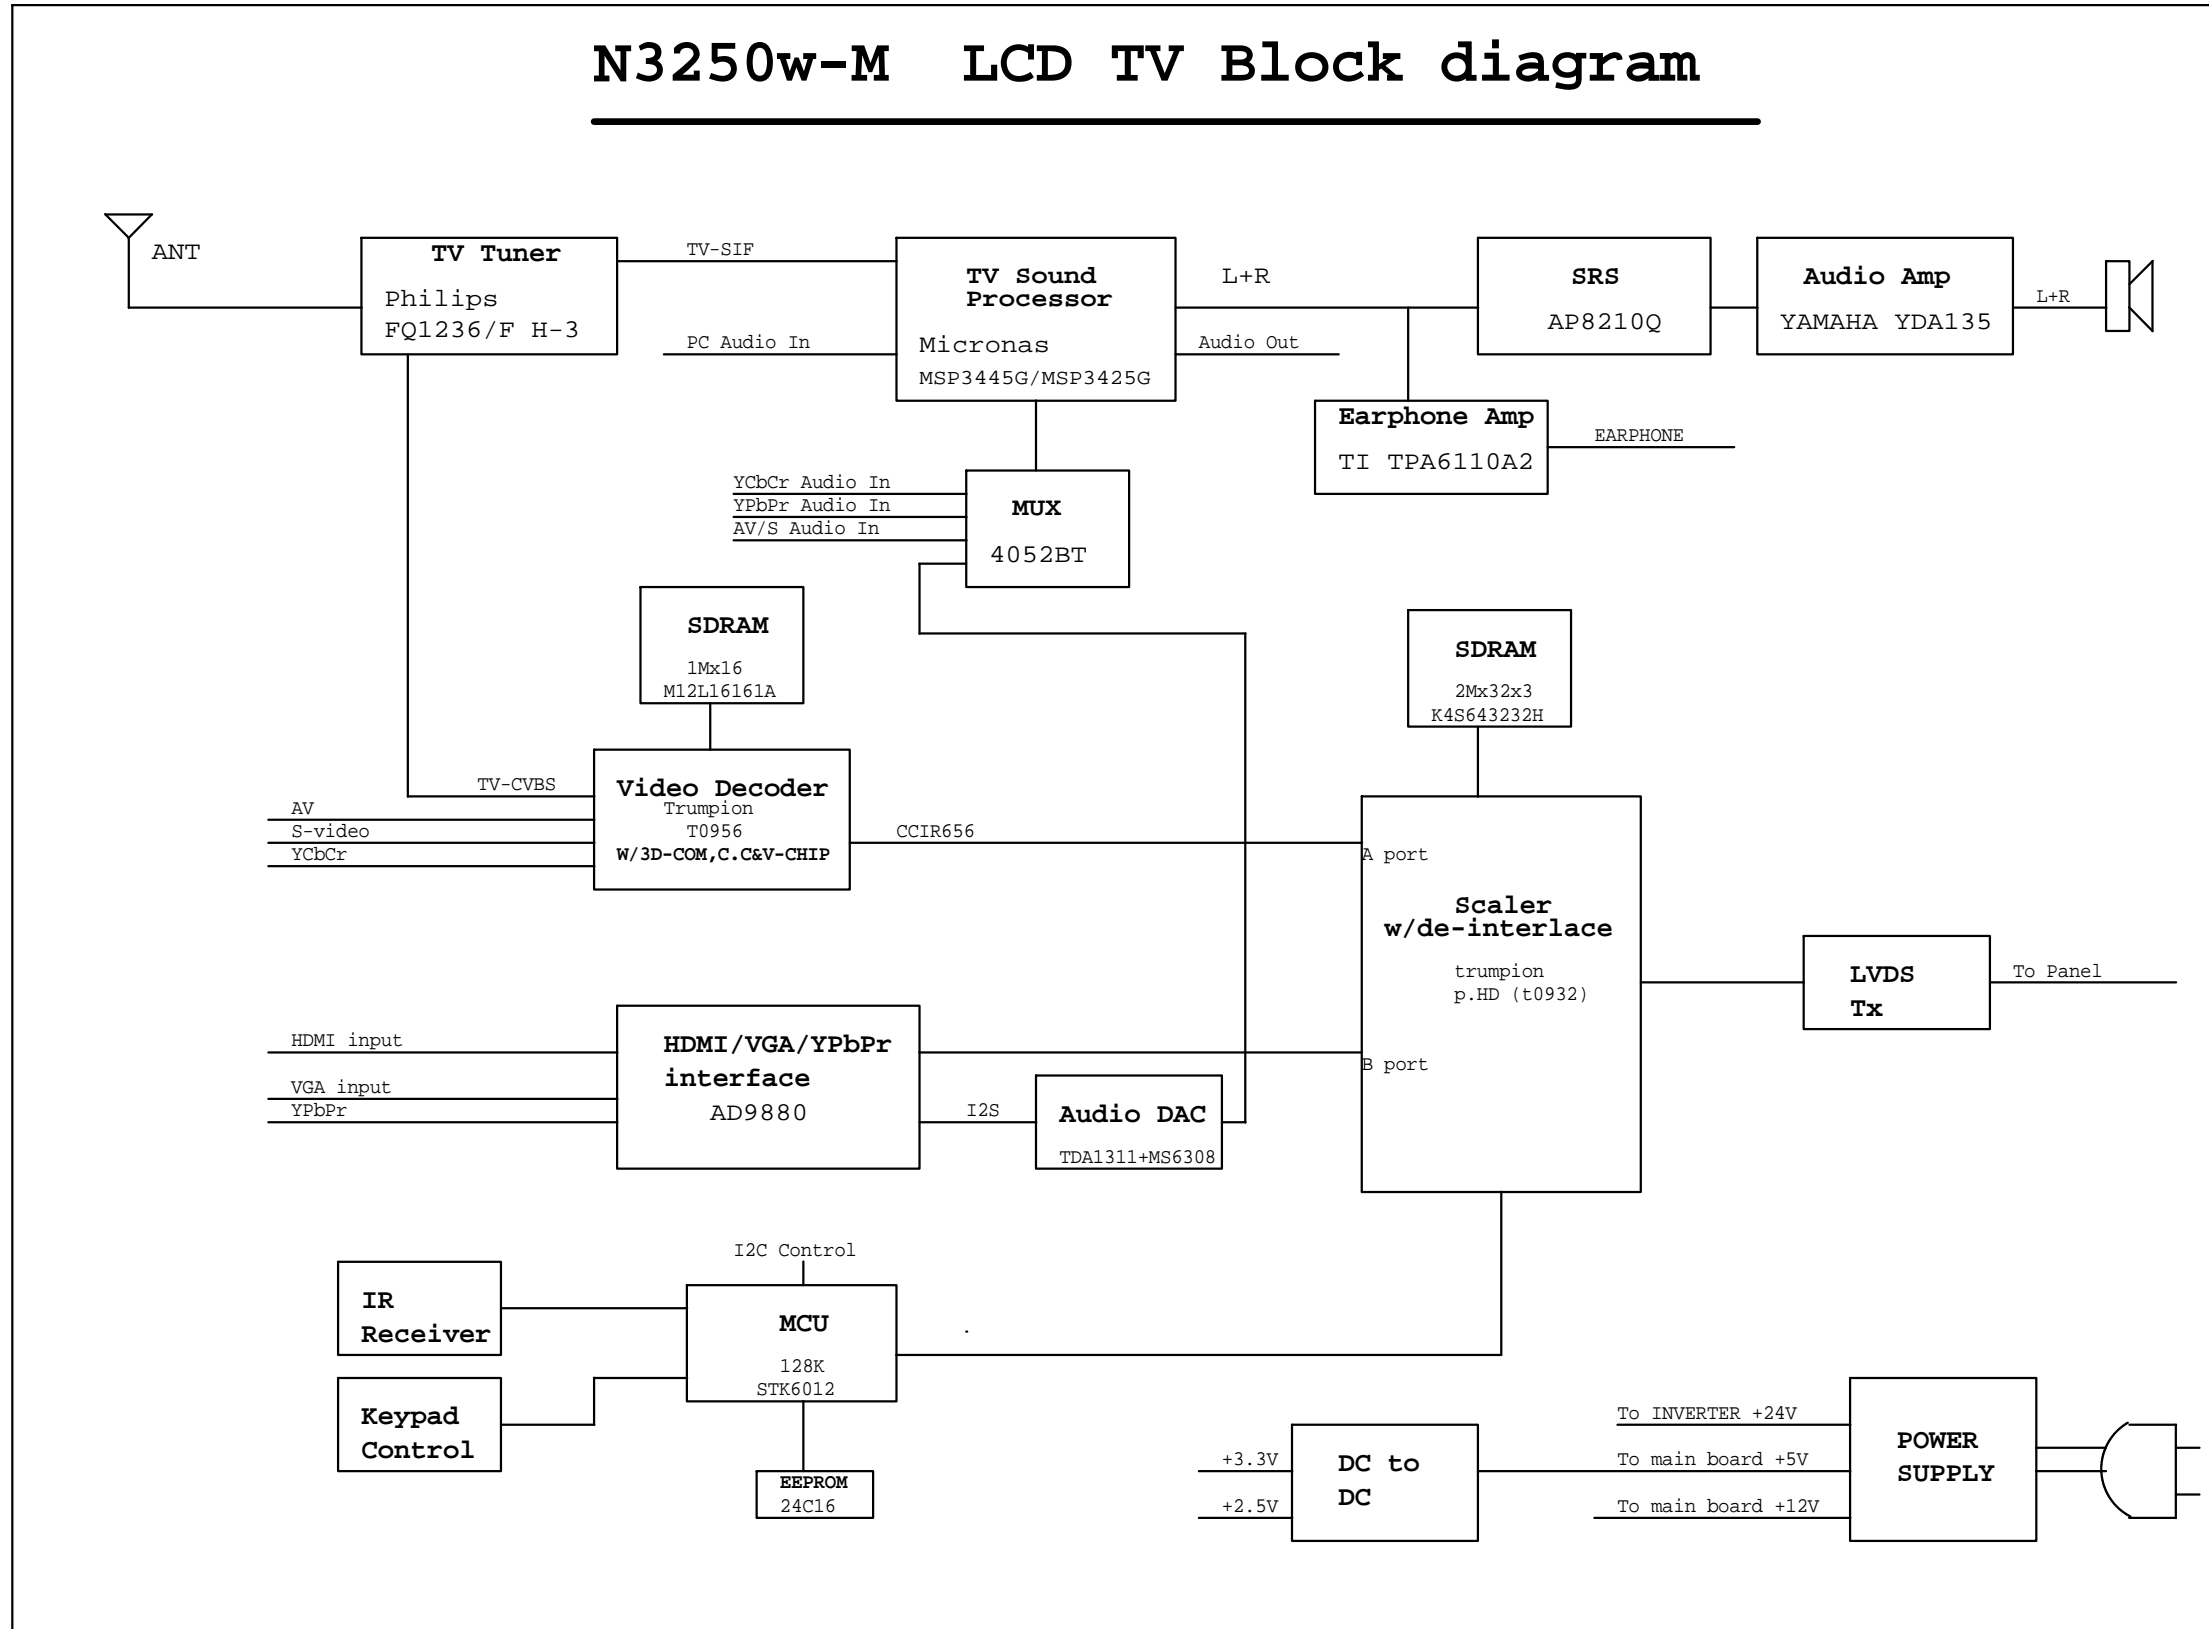 N3250w-M LCD TV Block diagram
ANT
TV Tuner
Philips
FQ1236/F H-3
TV-SIF
PC Audio In
TV Sound
Processor
Micronas
MSP3445G/MSP3425G
L+R
Audio Out
SRS
AP8210Q
Audio Amp
YAMAHA YDA135
L+R
Earphone Amp
TI TPA6110A2
EARPHONE
YCbCr Audio In
YPbPr Audio In
AV/S Audio In
MUX
4052BT
SDRAM
1Mx16
M12L16161A
SDRAM
2Mx32x3
K4S643232H
TV-CVBS
AV
S-video
YCbCr
Video Decoder
Trumpion
T0956
W/3D-COM,C.C&V-CHIP
CCIR656
A port
Scaler
w/de-interlace
trumpion
p.HD (t0932)
B port
LVDS
Tx
To Panel
HDMI input
VGA input
YPbPr
HDMI/VGA/YPbPr
interface
AD9880
I2S
Audio DAC
TDA1311+MS6308
I2C Control
IR
Receiver
MCU
128K
STK6012
.
Keypad
Control
EEPROM
24C16
+3.3V
+2.5V
DC to
DC
To INVERTER +24V
To main board +5V
To main board +12V
POWER
SUPPLY